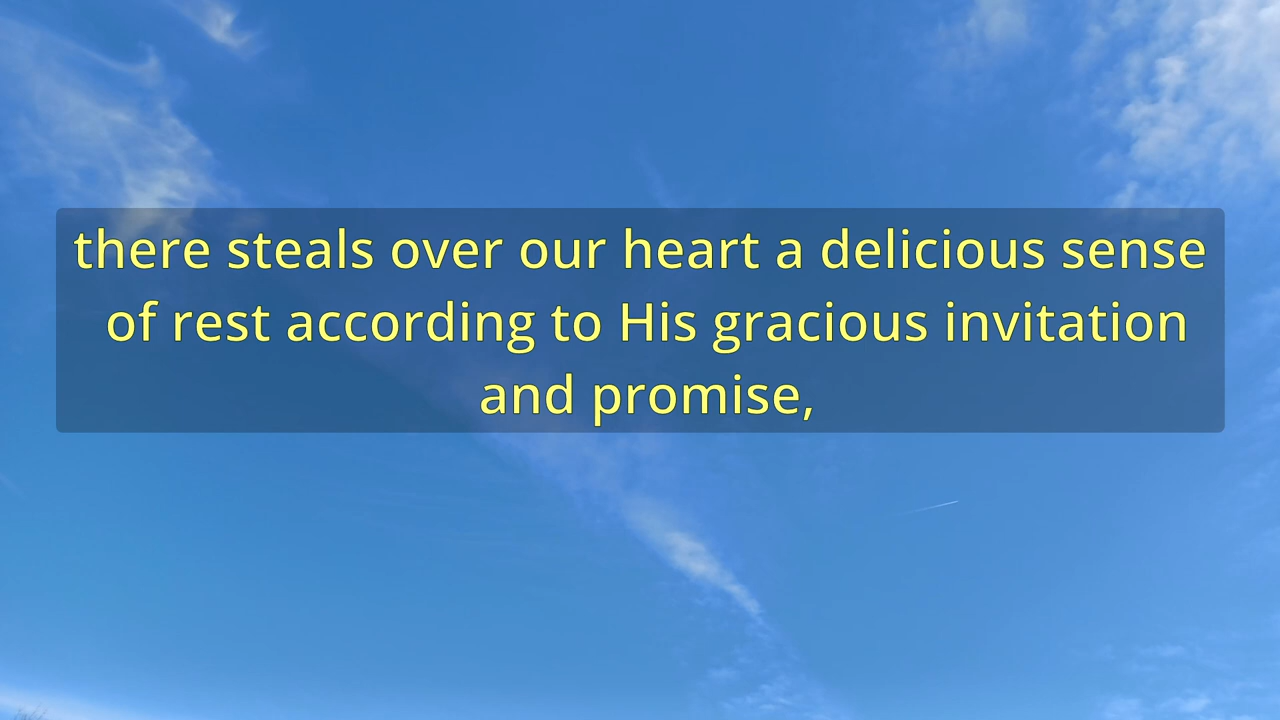 there steals over our heart a delicious sense
of rest according to His gracious invitation
and promise,